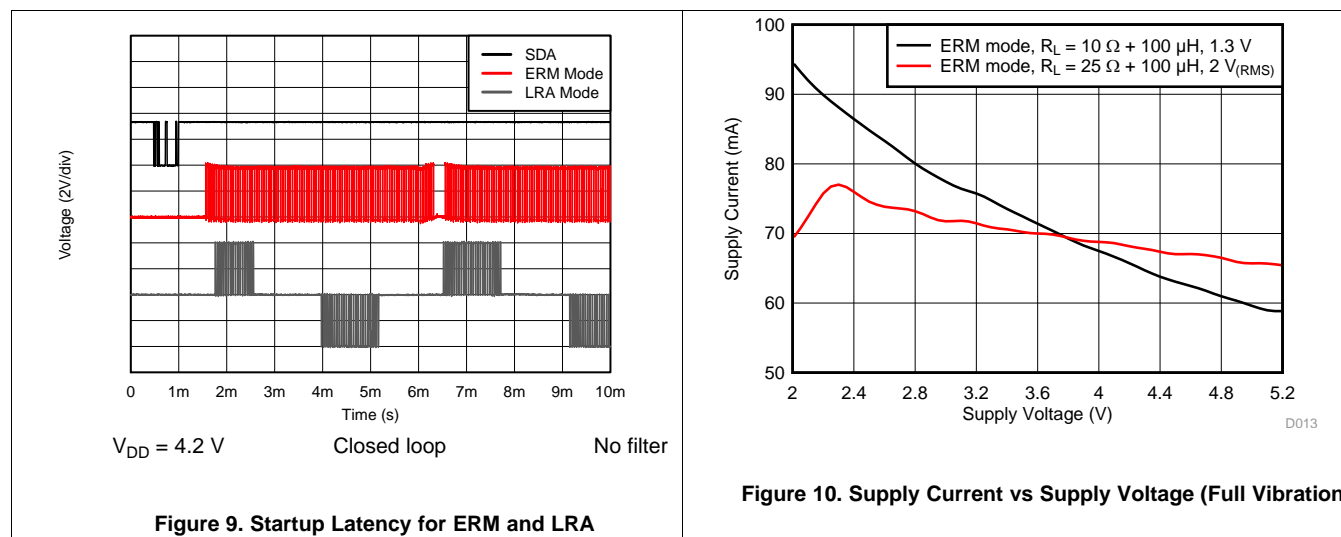 SDA
ERM Mode
LRA Mode
Voltage (2V/div)
0 1m 2m 3m 4m 5m 6m 7m 8m 9m 10m
Time (s)
V_DD = 4.2 V Closed loop No filter
Figure 9. Startup Latency for ERM and LRA
100
90
80
70
60
50
Supply Current (mA)
ERM mode, R_L = 10 Ω + 100 µH, 1.3 V
ERM mode, R_L = 25 Ω + 100 µH, 2 V_(RMS)
2 2.4 2.8 3.2 3.6 4 4.4 4.8 5.2
Supply Voltage (V)
D013
Figure 10. Supply Current vs Supply Voltage (Full Vibration